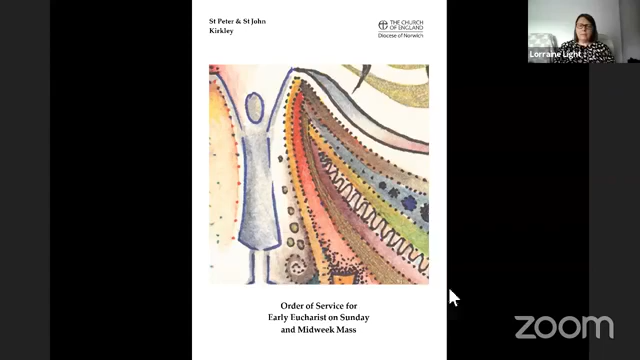 St Peter & St John
Kirkley
THE CHURCH
OF ENGLAND
Diocese of Norwich
Lorraine Light
Order of Service for
Early Eucharist on Sunday
and Midweek Mass
zoom